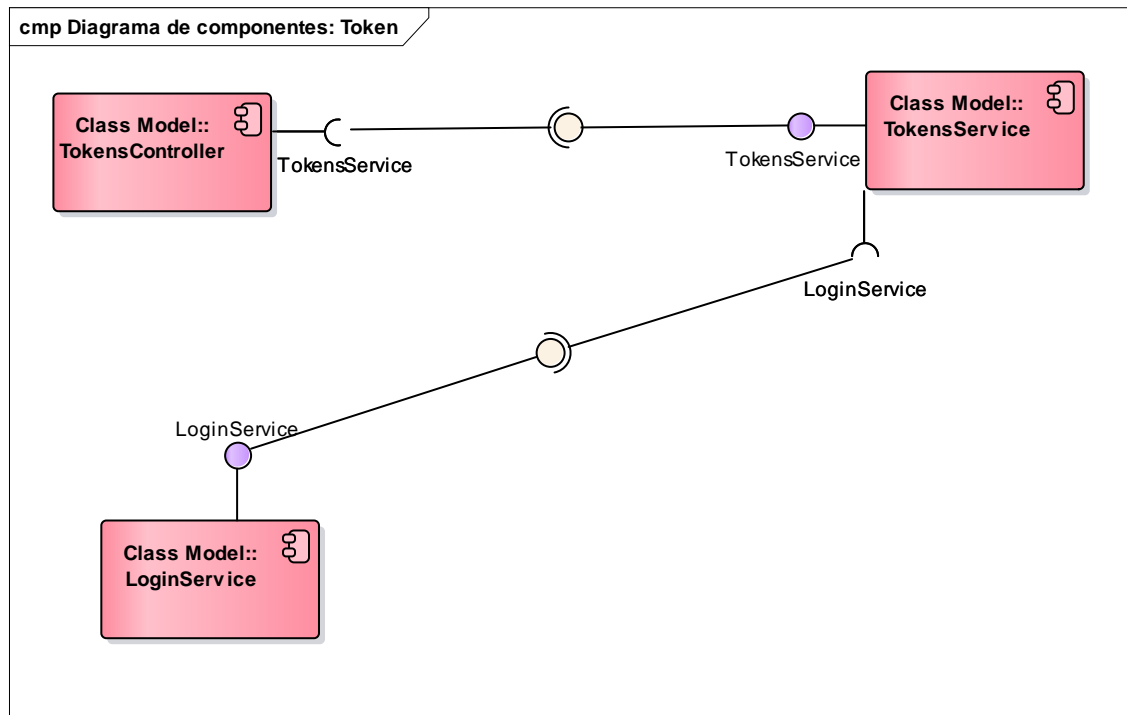 cmp Diagrama de componentes: Token
Class Model::
TokensController
TokensService
TokensService
Class Model::
TokensService
LoginService
LoginService
Class Model::
LoginService